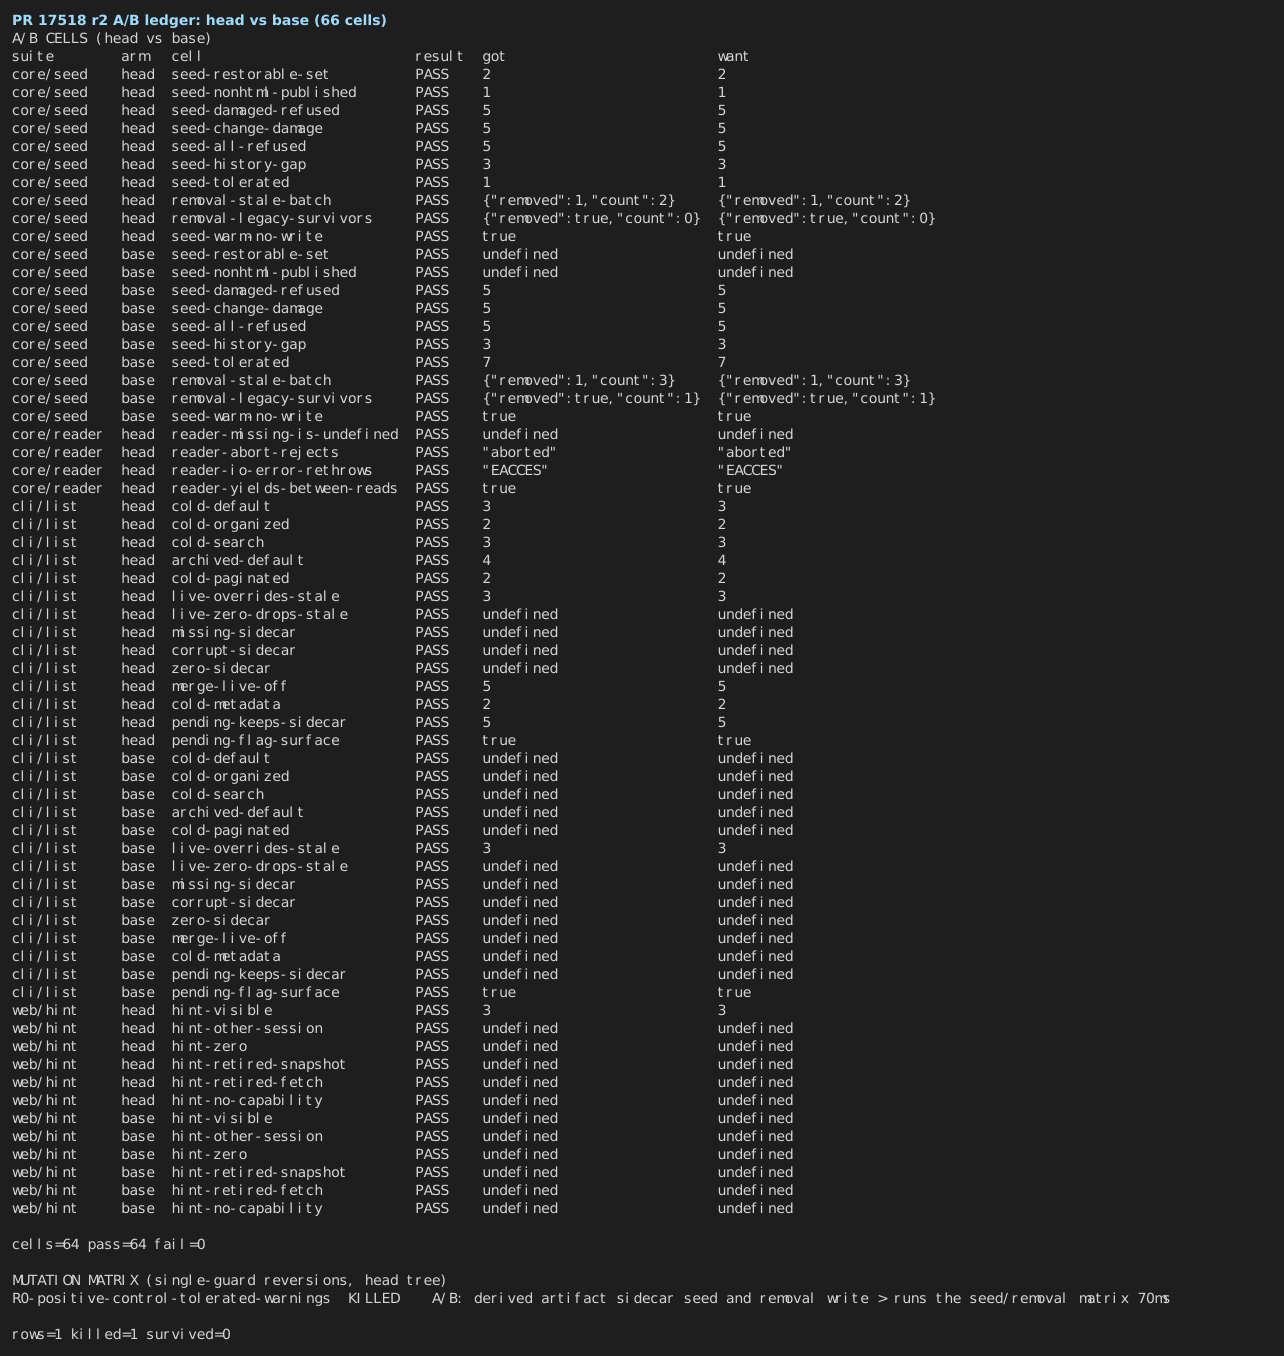 PR 17518 r2 A/B ledger: head vs base (66 cells)
A/B CELLS (head vs base)
suite arm cell result got want
core/seed head seed-restorable-set PASS 2 2
core/seed head seed-nonhtml-published PASS 1 1
core/seed head seed-damaged-refused PASS 5 5
core/seed head seed-change-damage PASS 5 5
core/seed head seed-all-refused PASS 5 5
core/seed head seed-history-gap PASS 3 3
core/seed head seed-tolerated PASS 1 1
core/seed head removal-stale-batch PASS {"removed":1,"count":2} {"removed":1,"count":2}
core/seed head removal-legacy-survivors PASS {"removed":true,"count":0} {"removed":true,"count":0}
core/seed head seed-warm-no-write PASS true true
core/seed base seed-restorable-set PASS undefined undefined
core/seed base seed-nonhtml-published PASS undefined undefined
core/seed base seed-damaged-refused PASS 5 5
core/seed base seed-change-damage PASS 5 5
core/seed base seed-all-refused PASS 5 5
core/seed base seed-history-gap PASS 3 3
core/seed base seed-tolerated PASS 7 7
core/seed base removal-stale-batch PASS {"removed":1,"count":3} {"removed":1,"count":3}
core/seed base removal-legacy-survivors PASS {"removed":true,"count":1} {"removed":true,"count":1}
core/seed base seed-warm-no-write PASS true true
core/reader head reader-missing-is-undefined PASS undefined undefined
core/reader head reader-abort-rejects PASS "aborted" "aborted"
core/reader head reader-io-error-rethrows PASS "EACCES" "EACCES"
core/reader head reader-yields-between-reads PASS true true
cli/list head cold-default PASS 3 3
cli/list head cold-organized PASS 2 2
cli/list head cold-search PASS 3 3
cli/list head archived-default PASS 4 4
cli/list head cold-paginated PASS 2 2
cli/list head live-overrides-stale PASS 3 3
cli/list head live-zero-drops-stale PASS undefined undefined
cli/list head missing-sidecar PASS undefined undefined
cli/list head corrupt-sidecar PASS undefined undefined
cli/list head zero-sidecar PASS undefined undefined
cli/list head merge-live-off PASS 5 5
cli/list head cold-metadata PASS 2 2
cli/list head pending-keeps-sidecar PASS 5 5
cli/list head pending-flag-surface PASS true true
cli/list base cold-default PASS undefined undefined
cli/list base cold-organized PASS undefined undefined
cli/list base cold-search PASS undefined undefined
cli/list base archived-default PASS undefined undefined
cli/list base cold-paginated PASS undefined undefined
cli/list base live-overrides-stale PASS 3 3
cli/list base live-zero-drops-stale PASS undefined undefined
cli/list base missing-sidecar PASS undefined undefined
cli/list base corrupt-sidecar PASS undefined undefined
cli/list base zero-sidecar PASS undefined undefined
cli/list base merge-live-off PASS undefined undefined
cli/list base cold-metadata PASS undefined undefined
cli/list base pending-keeps-sidecar PASS undefined undefined
cli/list base pending-flag-surface PASS true true
web/hint head hint-visible PASS 3 3
web/hint head hint-other-session PASS undefined undefined
web/hint head hint-zero PASS undefined undefined
web/hint head hint-retired-snapshot PASS undefined undefined
web/hint head hint-retired-fetch PASS undefined undefined
web/hint head hint-no-capability PASS undefined undefined
web/hint base hint-visible PASS undefined undefined
web/hint base hint-other-session PASS undefined undefined
web/hint base hint-zero PASS undefined undefined
web/hint base hint-retired-snapshot PASS undefined undefined
web/hint base hint-retired-fetch PASS undefined undefined
web/hint base hint-no-capability PASS undefined undefined
cells=64 pass=64 fail=0
MUTATION MATRIX (single-guard reversions, head tree)
R0-positive-control-tolerated-warnings KILLED A/B: derived artifact sidecar seed and removal write > runs the seed/removal matrix 70ms
rows=1 killed=1 survived=0